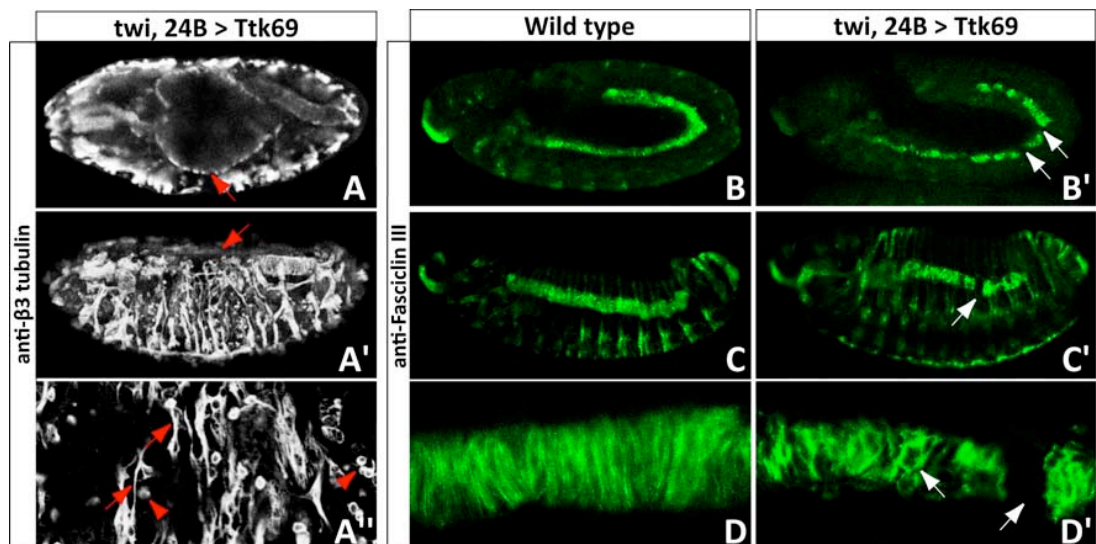 twi, 24B > Ttk69
Wild type
twi, 24B > Ttk69
anti-β3 tubulin
anti-Fasciclin III
A
B
B'
A'
C
C'
A"
D
D'